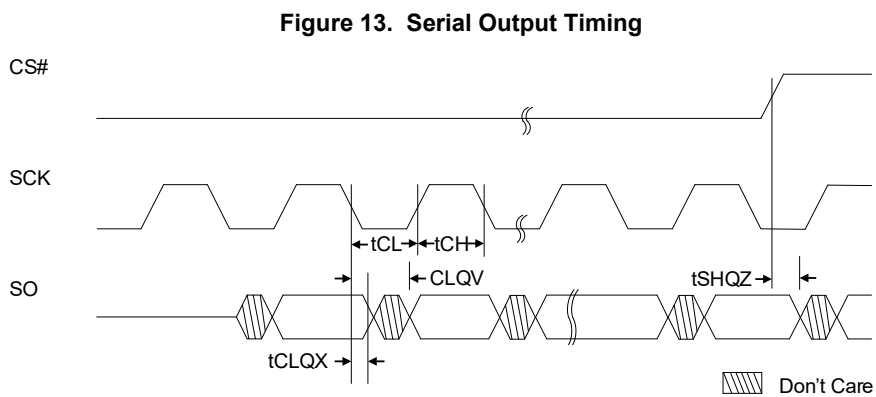 Figure 13. Serial Output Timing
CS#
SCK
tCL
tCH
CLQV
tSHQZ
SO
tCLQX
Don't Care